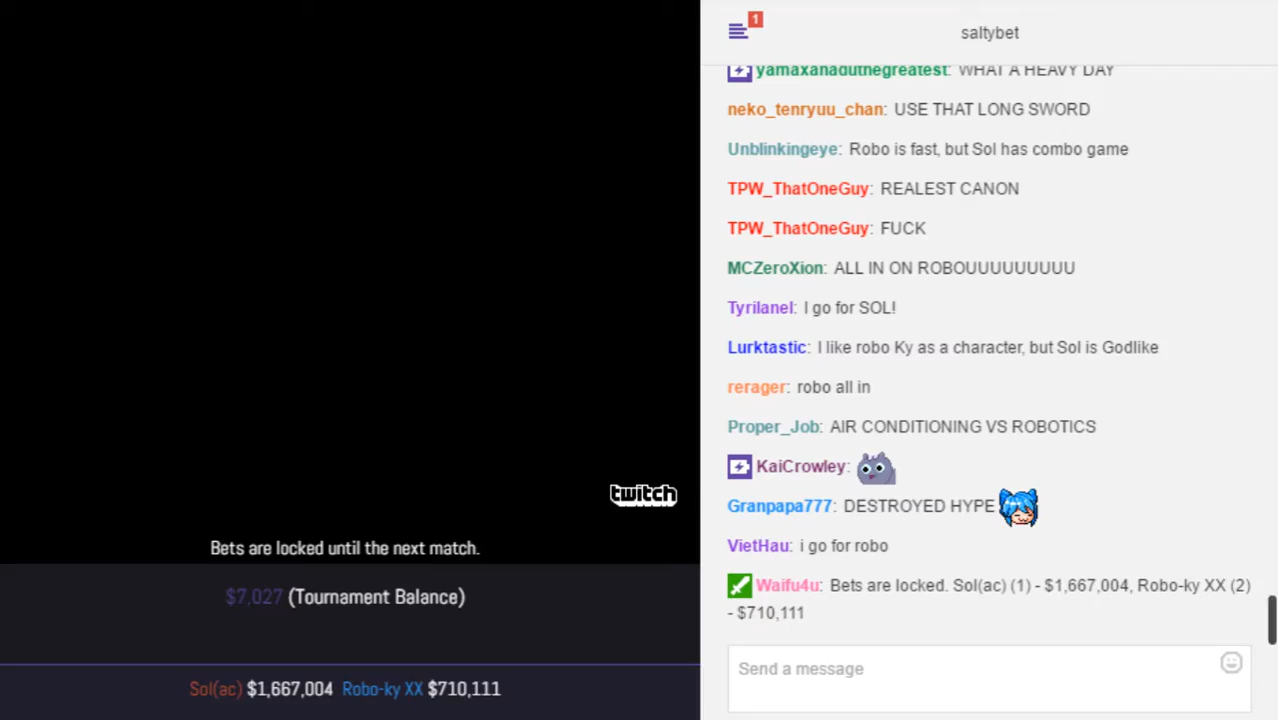 twitch
Bets are locked until the next match.
$7,027 (Tournament Balance)
Sol(ac) $1,667,004 Robo-ky XX $710,111
1
saltybet
yamaxanaduthegreatest: WHAT A HEAVY DAY
neko_tenryuu_chan: USE THAT LONG SWORD
Unblinkingeye: Robo is fast, but Sol has combo game
TPW_ThatOneGuy: REALEST CANON
TPW_ThatOneGuy: FUCK
MCZeroXion: ALL IN ON ROBOUUUUUUUUU
Tyrilanel: I go for SOL!
Lurktastic: I like robo Ky as a character, but Sol is Godlike
rerager: robo all in
Proper_Job: AIR CONDITIONING VS ROBOTICS
KaiCrowley:
Granpapa777: DESTROYED HYPE
VietHau: i go for robo
Waifu4u: Bets are locked. Sol(ac) (1) - $1,667,004, Robo-ky XX (2)
- $710,111
Send a message